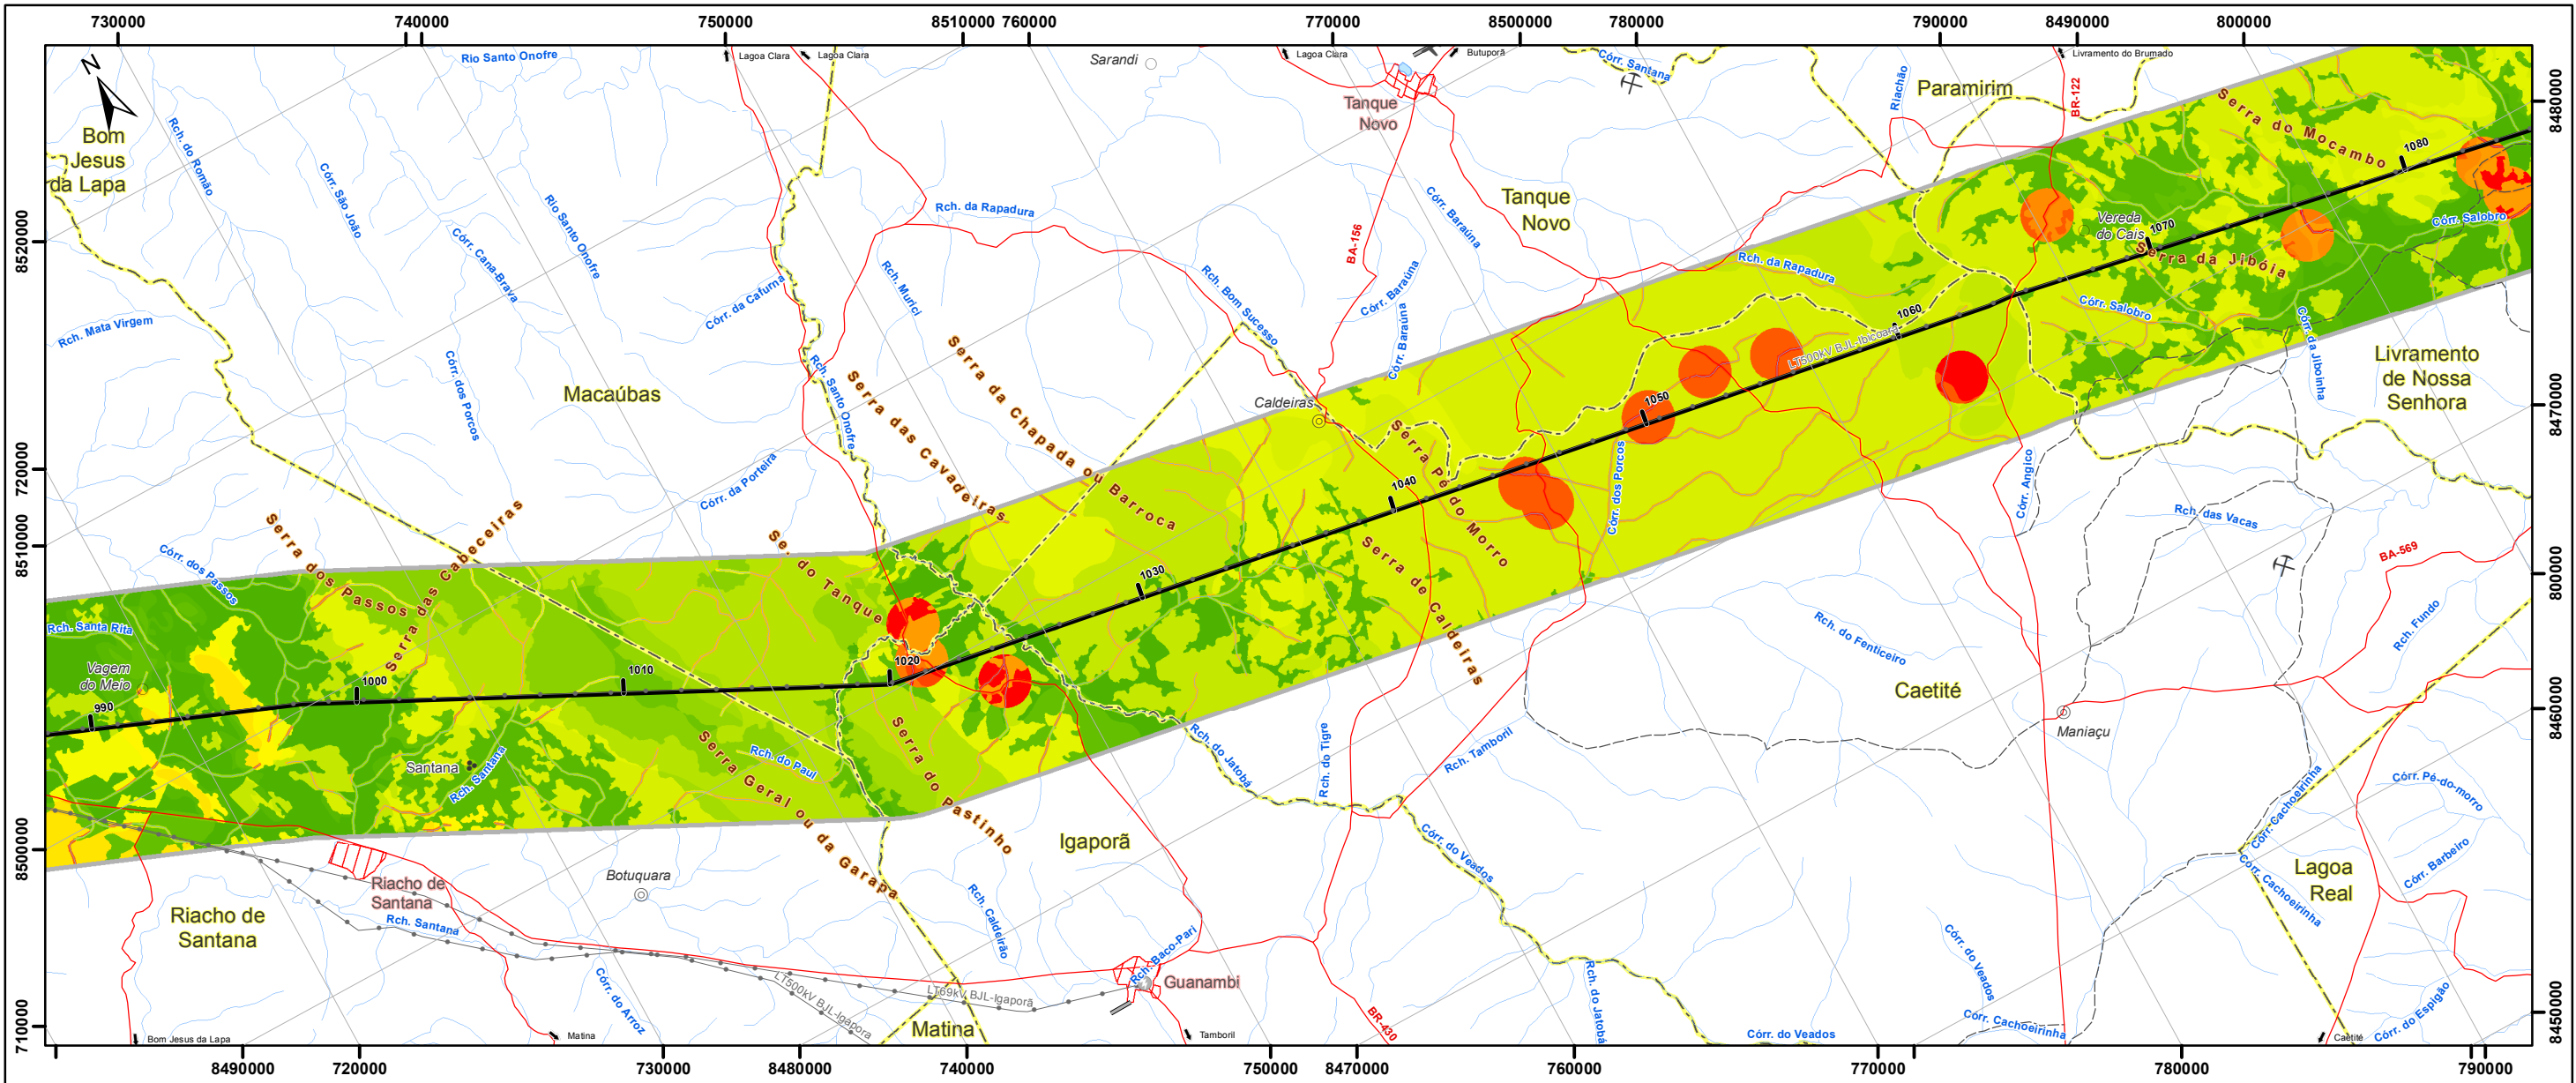 730000
740000
750000
8510000
760000
770000
8500000
780000
790000
8490000
800000
N
Bom
Jesus
da Lapa
Rch. do Romão
Córr. São João
Rio Santo Onofre
Córr. Cana-Brava
Rio Santo Onofre
Lagoa Clara
Lagoa Clara
Sarandi
Lagoa Clara
Butuporã
Tanque
Novo
Córr. Santana
Riachão
Paramirim
BR-122
Livramento do Brumado
Serra do Mocambo
8480000
8520000
7220000
8510000
8500000
7100000
Rch. Mata Virgem
Córr. dos Porcos
Macaúbas
Córr. da Cafurna
Rch. Santo Onofre
Rch. Muriçi
Rch. da Rapadura
Rch. Bom Sucesso
BA-156
Córr. Baraúna
Córr. Baraúna
Córr. Baraúna
Tanque
Novo
Rch. da Rapadura
Vereda
do Cais
Serra da Jibóia
Córr. Salobro
Córr. Salobro
Córr. da Jiboinha
Livramento
de Nossa
Senhora
8470000
Córr. da Porteira
Serra das Cavadeiras
Serra da Chapada ou Barroca
Caldeiras
Serra Pé do Morro
Serra de Caldeiras
Córr. dos Porcos
LT500kV BJL-Ibicoara
Córr. Angico
Rch. das Vacas
BA-569
8000000
Córr. dos Passos
Serra dos Passos
Serra das Cabeceiras
Se. do Tanque
Rch. Santa Rita
Vagem
do Meio
990
1000
1010
1020
1030
1040
1050
1060
1070
1080
Santana
Rch. Santana
Rch. do Paul
Serra Geral ou da Garapa
Serra do Pastinho
Rch. do Jatobá
Rch. do Tigre
Rch. Tamboril
Rch. do Fenticeiro
Caetité
Maniaçu
Rch. Fundo
8460000
Córr. Pé-do-morro
Córr. Cachoeirinha
Córr. Cachoeirinha
Córr. Barbeiro
Lagoa
Real
Igaporã
Botuquara
Riacho de
Santana
Rch. Santana
Riacho de
Santana
Rch. Caldeirão
Rch. Baco-Pari
Guanambi
LT69kV BJL-Igaporã
LT500kV BJL-Igapora
Córr. do Arroz
Matina
Córr. do Veados
Rch. do Jatobá
BR-430
Córr. do Veados
Córr. do Veados
Córr. Cachoeirinha
Córr. do Espigão
8450000
Bom Jesus da Lapa
Matina
Tamboril
Caetité
8490000
720000
730000
8480000
740000
750000
8470000
760000
770000
780000
790000